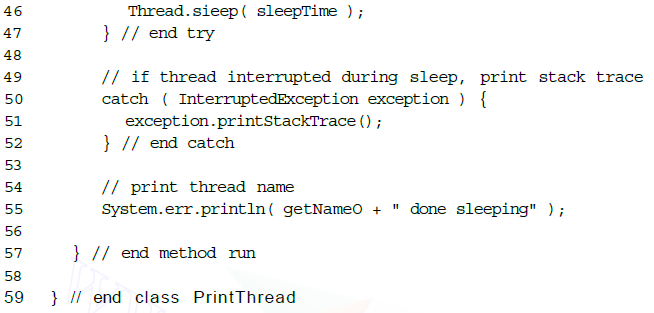 46 Thread.sieep( sleepTime );
47 } // end try
48
49 // if thread interrupted during sleep, print stack trace
50 catch ( InterruptedException exception ) {
51 exception.printStackTrace();
52 } // end catch
53
54 // print thread name
55 System.err.println( getNameO + " done sleeping" );
56
57 } // end method run
58
59 } // end class PrintThread